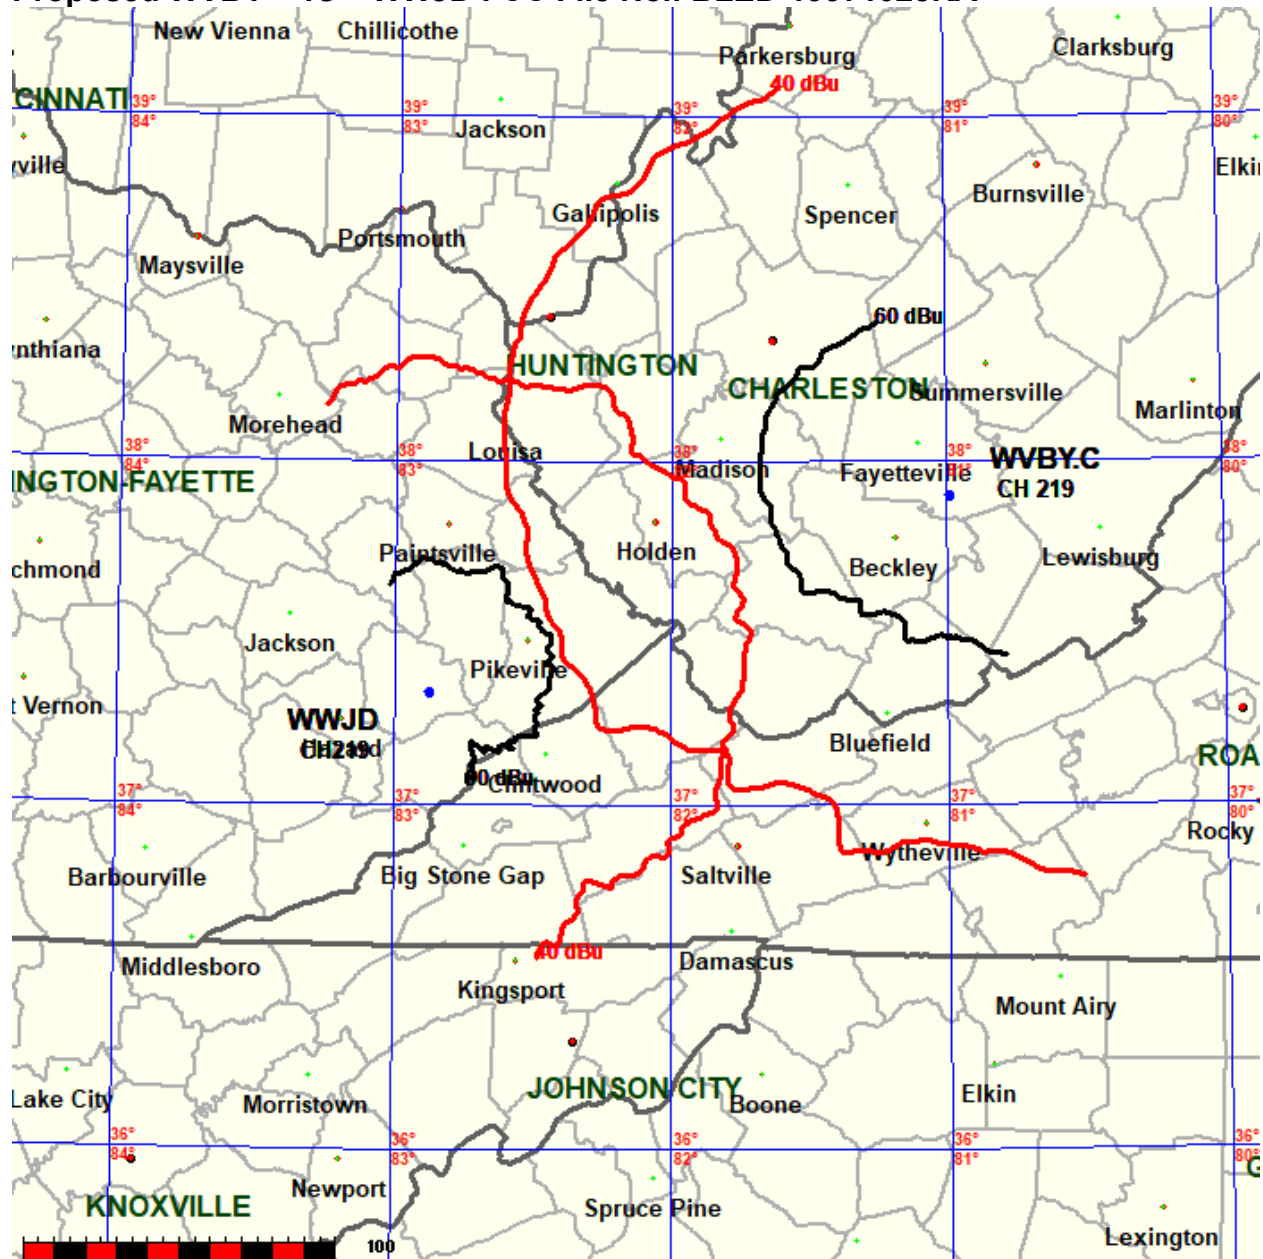 New Vienna
Chillicothe
Parkersburg
Clarksburg
40 dBu
CINNATI
39°
84°
39°
83°
39°
82°
39°
81°
39°
80°
Jackson
yville
Elki
Burnsville
Gallipolis
Spencer
Portsmouth
Maysville
60 dBu
ynthiana
HUNTINGTON
CHARLESTON
Summersville
Marlinton
Morehead
38°
84°
38°
83°
38°
38°
81°
38°
80°
Louisa
Madison
Fayetteville
WVBY.C
CH 219
INGTON-FAYETTE
Paintsville
Holden
Beckley
Lewisburg
chmond
Jackson
Pikeville
t Vernon
WWJD
CH219
Bluefield
ROA
60 dBu
Clintwood
37°
84°
37°
83°
37°
82°
37°
81°
37°
80°
Rocky
Wytheville
Barbourville
Big Stone Gap
Saltville
40 dBu
Middlesboro
Damascus
Kingsport
Mount Airy
JOHNSON CITY
Lake City
Morristown
Boone
Elkin
36°
84°
36°
83°
36°
82°
36°
81°
36°
80°
Newport
KNOXVILLE
Spruce Pine
Lexington
100